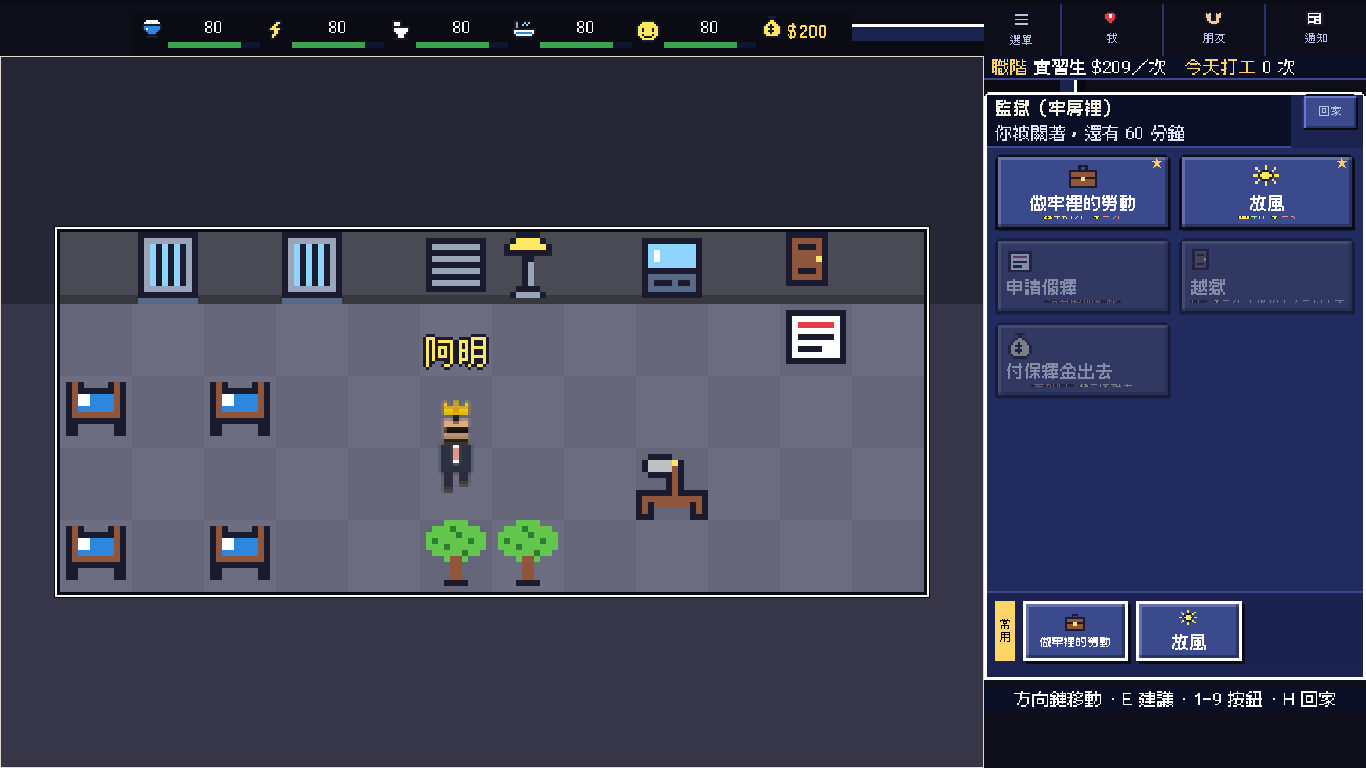 80 80 80 80 80 $200
選單 我 朋友 通知
職階 實習生 $209／次 今天打工 0 次
監獄（牢房裡）
回家
你被關著，還有 60 分鐘
做牢裡的勞動
放風
申請假釋
越獄
付保釋金出去
阿明
常用
做牢裡的勞動
放風
方向鍵移動 · E 建議 · 1-9 按鈕 · H 回家